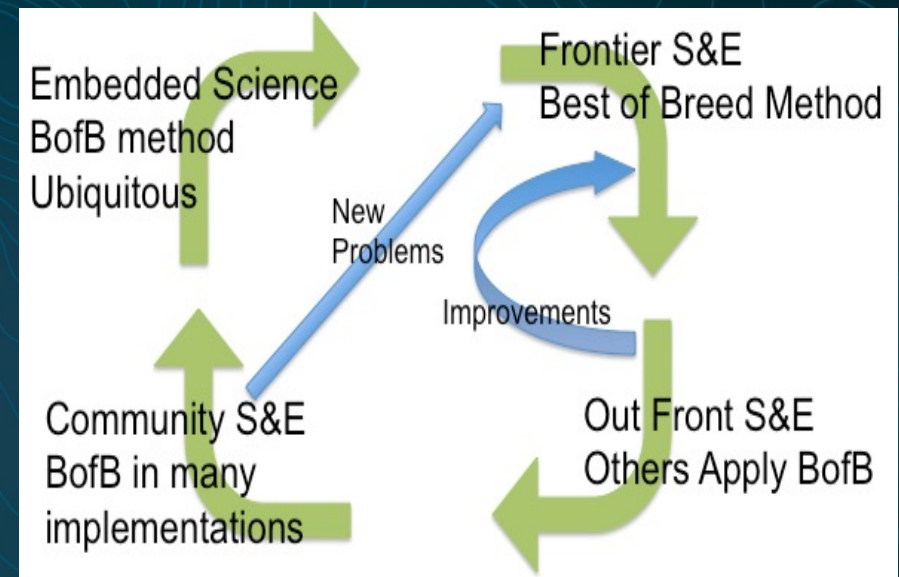 Embedded Science
BofB method
Ubiquitous
Frontier S&E
Best of Breed Method
New
Problems
Improvements
Community S&E
BofB in many
implementations
Out Front S&E
Others Apply BofB